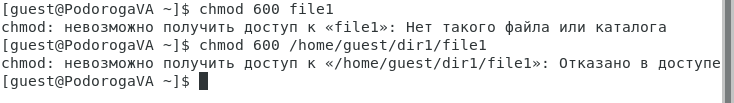 [guest@PodorogaVA ~]$ chmod 600 file1
chmod: невозможно получить доступ к «file1»: Нет такого файла или каталога
[guest@PodorogaVA ~]$ chmod 600 /home/guest/dir1/file1
chmod: невозможно получить доступ к «/home/guest/dir1/file1»: Отказано в доступе
[guest@PodorogaVA ~]$